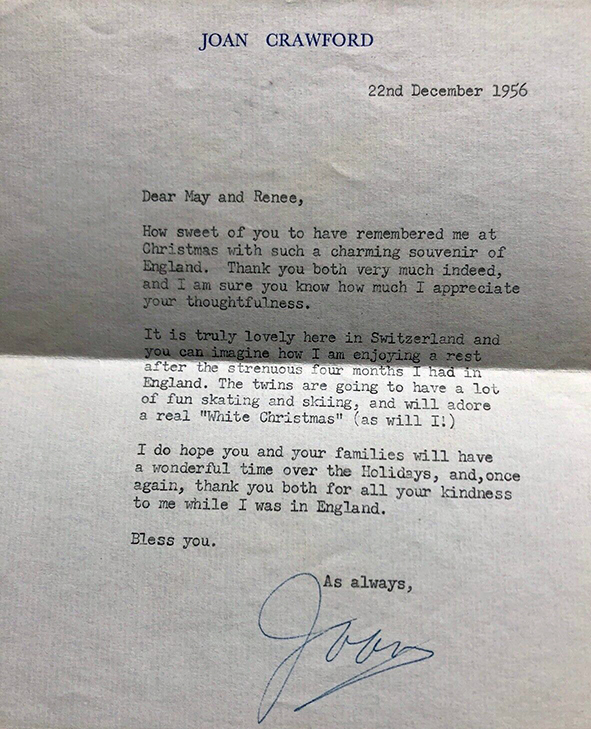 JOAN CRAWFORD
22nd December 1956
Dear May and Renee,
How sweet of you to have remembered me at
Christmas with such a charming souvenir of
England. Thank you both very much indeed,
and I am sure you know how much I appreciate
your thoughtfulness.
It is truly lovely here in Switzerland and
you can imagine how I am enjoying a rest
after the strenuous four months I had in
England. The twins are going to have a lot
of fun skating and skiing, and will adore
a real "White Christmas" (as will I!)
I do hope you and your families will have
a wonderful time over the Holidays, and,once
again, thank you both for all your kindness
to me while I was in England.
Bless you.
As always,
Joan